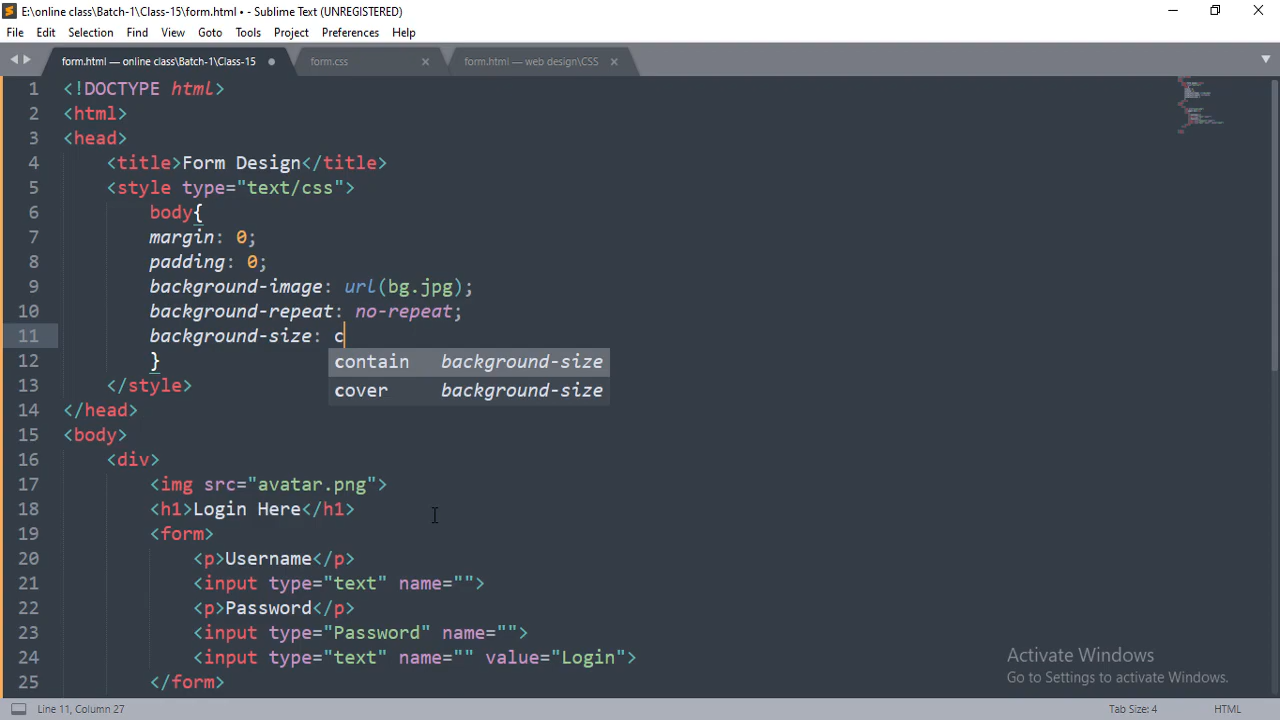 E:\online class\Batch-1\Class-15\form.html • - Sublime Text (UNREGISTERED)
File Edit Selection Find View Goto Tools Project Preferences Help
form.html — online class\Batch-1\Class-15 form.css form.html — web design\CSS
1 <!DOCTYPE html>
2 <html>
3 <head>
4 <title>Form Design</title>
5 <style type="text/css">
6 body{
7 margin: 0;
8 padding: 0;
9 background-image: url(bg.jpg);
10 background-repeat: no-repeat;
11 background-size: c
contain background-size
12 }
cover background-size
13 </style>
14 </head>
15 <body>
16 <div>
17 <img src="avatar.png">
18 <h1>Login Here</h1>
19 <form>
20 <p>Username</p>
21 <input type="text" name="">
22 <p>Password</p>
23 <input type="Password" name="">
24 <input type="text" name="" value="Login">
25 </form>
Activate Windows
Go to Settings to activate Windows.
Line 11, Column 27 Tab Size: 4 HTML